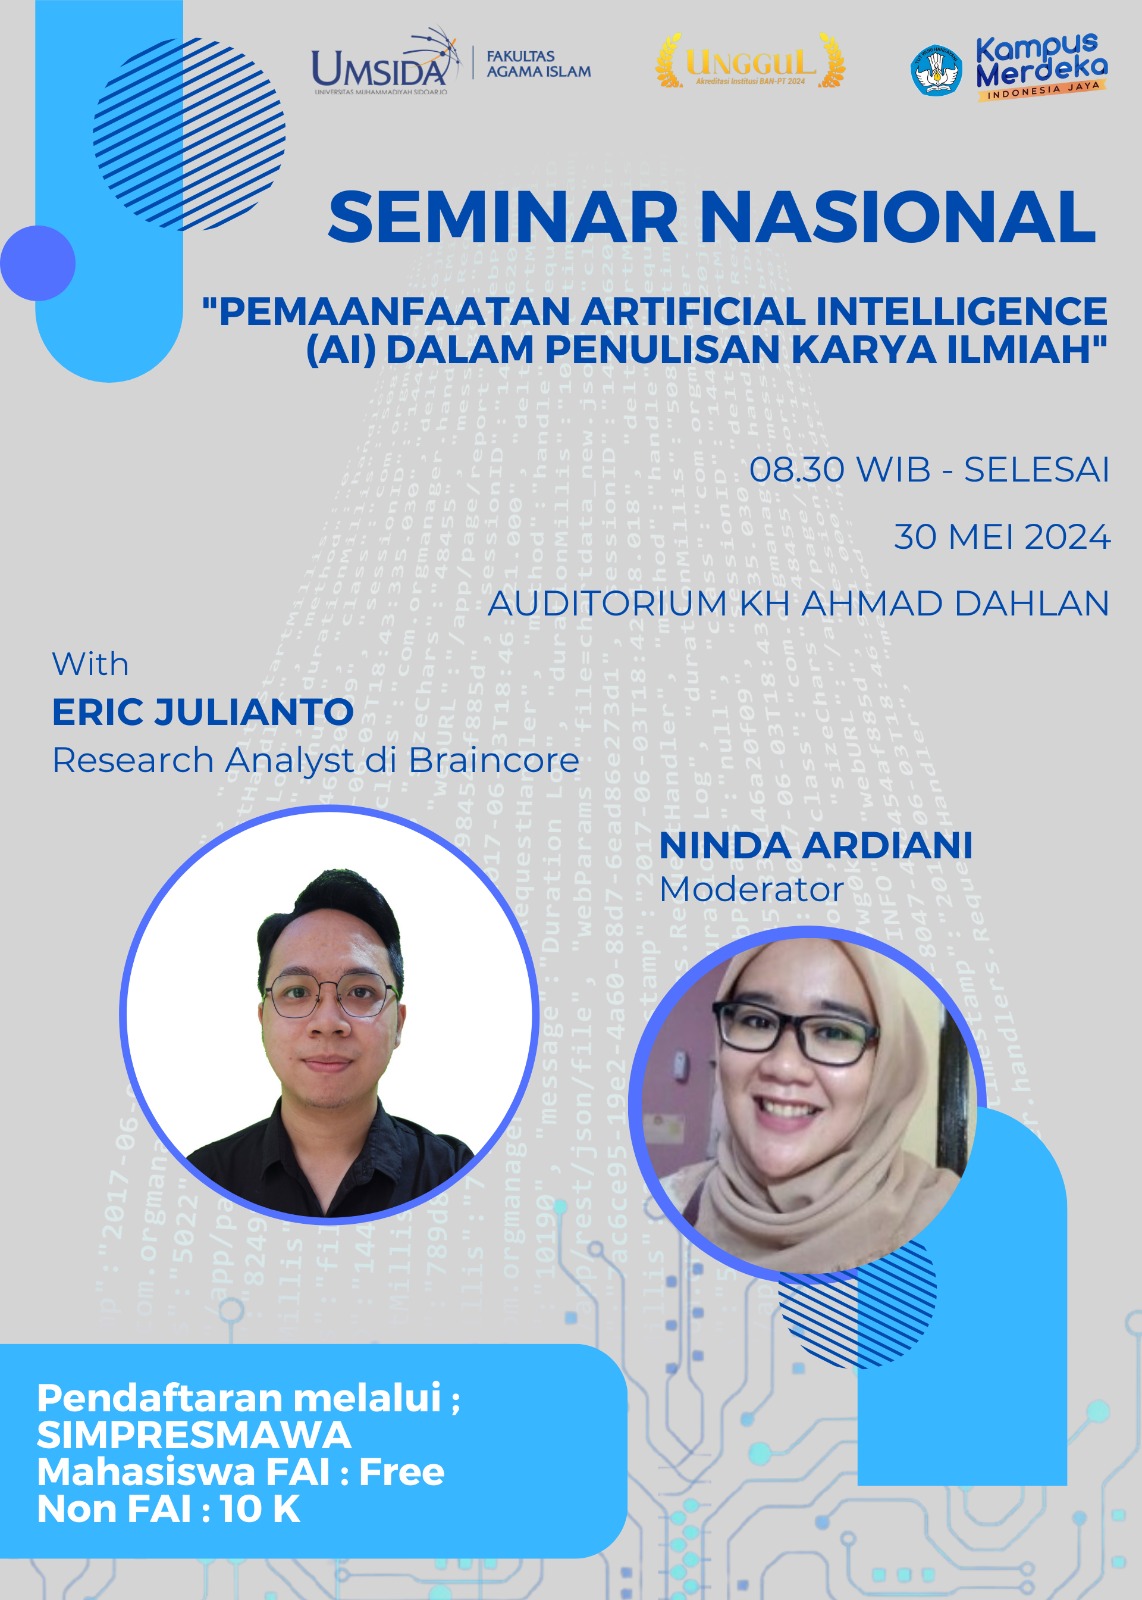 UMSIDA
UNIVERSITAS MUHAMMADIYAH SIDOARJO
FAKULTAS
AGAMA ISLAM
UNGGUL
Akreditasi Institusi BAN-PT 2024
Kampus
Merdeka
INDONESIA JAYA
SEMINAR NASIONAL
"PEMAANFAATAN ARTIFICIAL INTELLIGENCE
(AI) DALAM PENULISAN KARYA ILMIAH"
08.30 WIB - SELESAI
30 MEI 2024
AUDITORIUM KH AHMAD DAHLAN
With
ERIC JULIANTO
Research Analyst di Braincore
NINDA ARDIANI
Moderator
Pendaftaran melalui ;
SIMPRESMAWA
Mahasiswa FAI : Free
Non FAI : 10 K